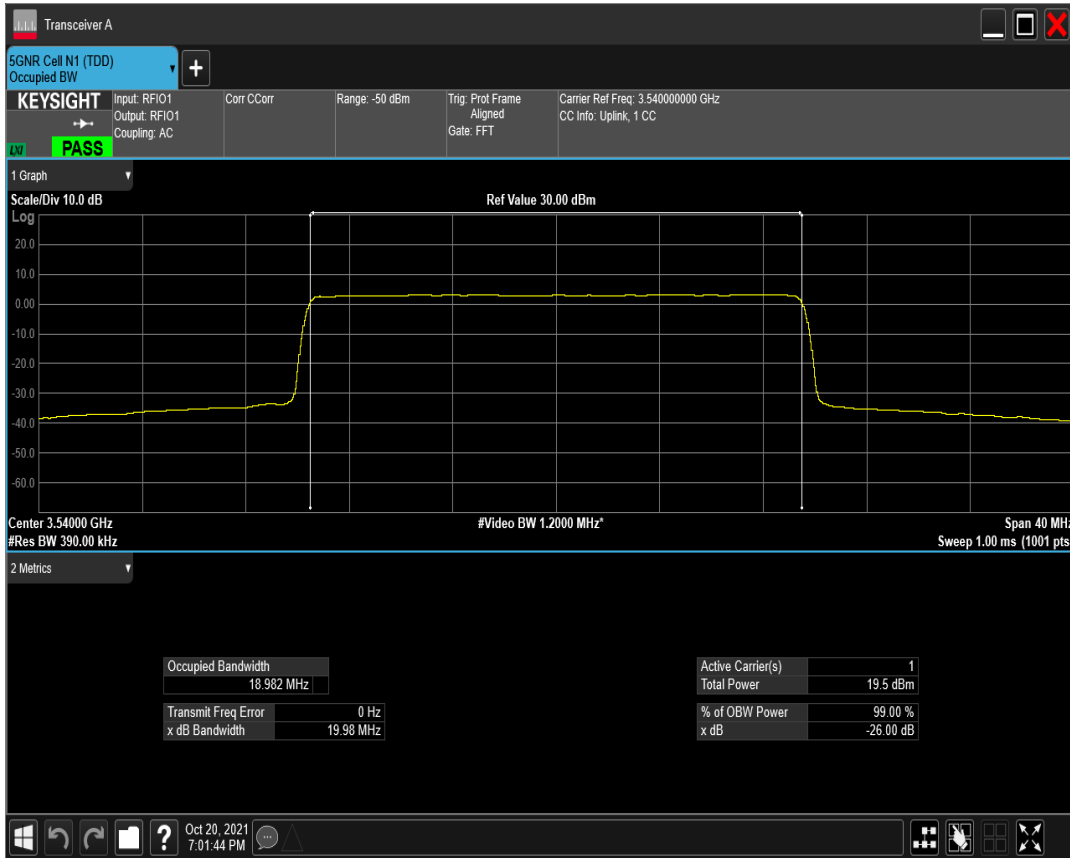 Transceiver A
5GNR Cell N1 (TDD)
Occupied BW
+
KEYSIGHT
LXI
PASS
Input: RFIO1
Output: RFIO1
Coupling: AC
Corr CCorr
Range: -50 dBm
Trig: Prot Frame
Aligned
Gate: FFT
Carrier Ref Freq: 3.540000000 GHz
CC Info: Uplink, 1 CC
1 Graph
Scale/Div 10.0 dB
Ref Value 30.00 dBm
Log
20.0
10.0
0.00
-10.0
-20.0
-30.0
-40.0
-50.0
-60.0
Center 3.54000 GHz
#Video BW 1.2000 MHz*
Span 40 MHz
#Res BW 390.00 kHz
Sweep 1.00 ms (1001 pts
2 Metrics
Occupied Bandwidth
18.982 MHz
Transmit Freq Error 0 Hz
x dB Bandwidth 19.98 MHz
Active Carrier(s) 1
Total Power 19.5 dBm
% of OBW Power 99.00 %
x dB -26.00 dB
?
Oct 20, 2021
7:01:44 PM